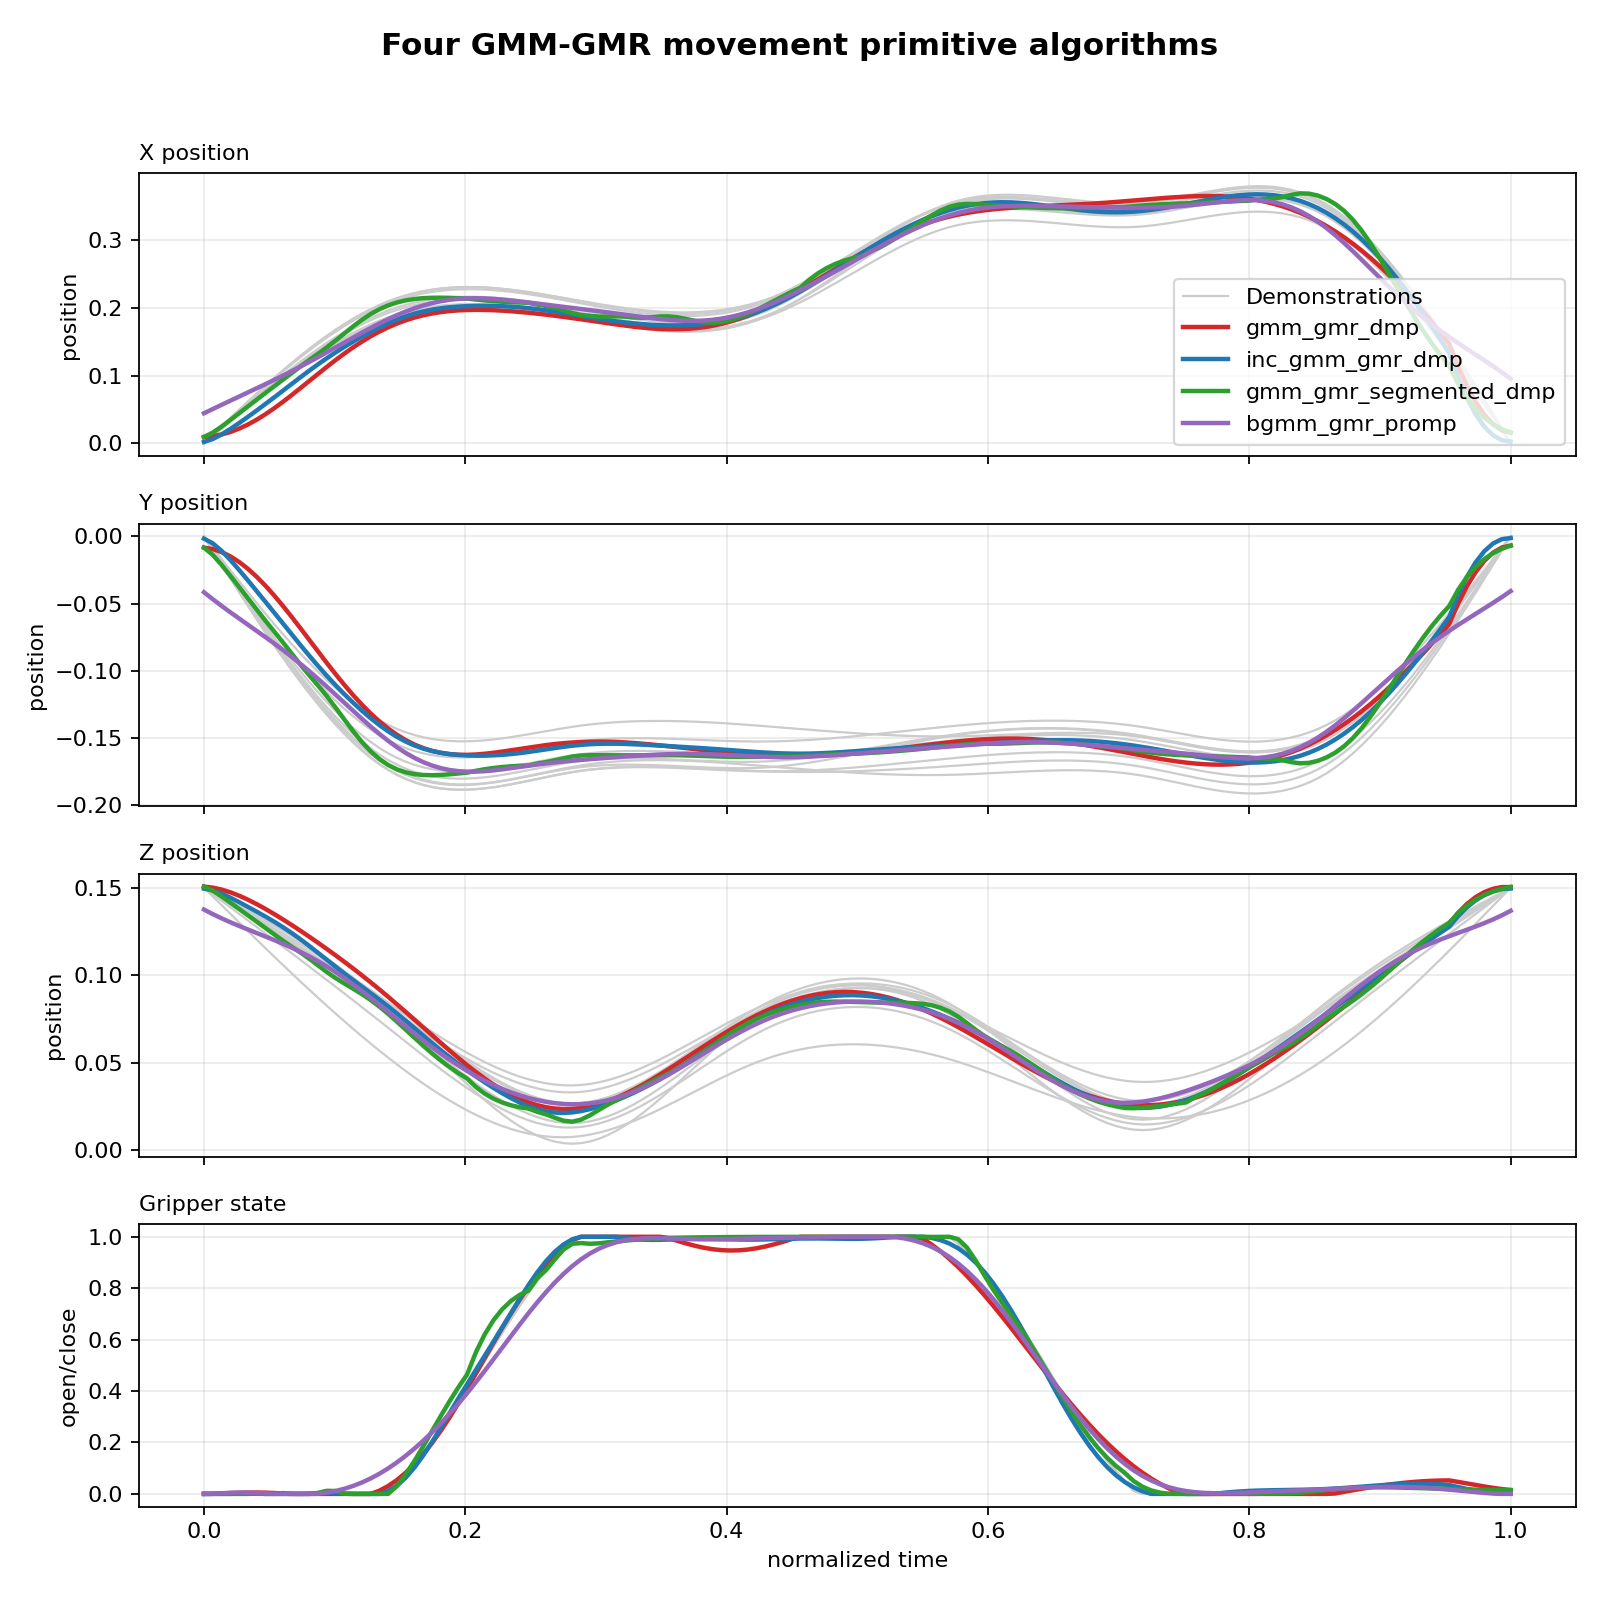 Four GMM-GMR movement primitive algorithms
X position
position
0.3
0.2
0.1
0.0
Demonstrations
gmm_gmr_dmp
inc_gmm_gmr_dmp
gmm_gmr_segmented_dmp
bgmm_gmr_promp
Y position
position
0.00
−0.05
−0.10
−0.15
−0.20
Z position
position
0.15
0.10
0.05
0.00
Gripper state
open/close
1.0
0.8
0.6
0.4
0.2
0.0
0.0 0.2 0.4 0.6 0.8 1.0
normalized time